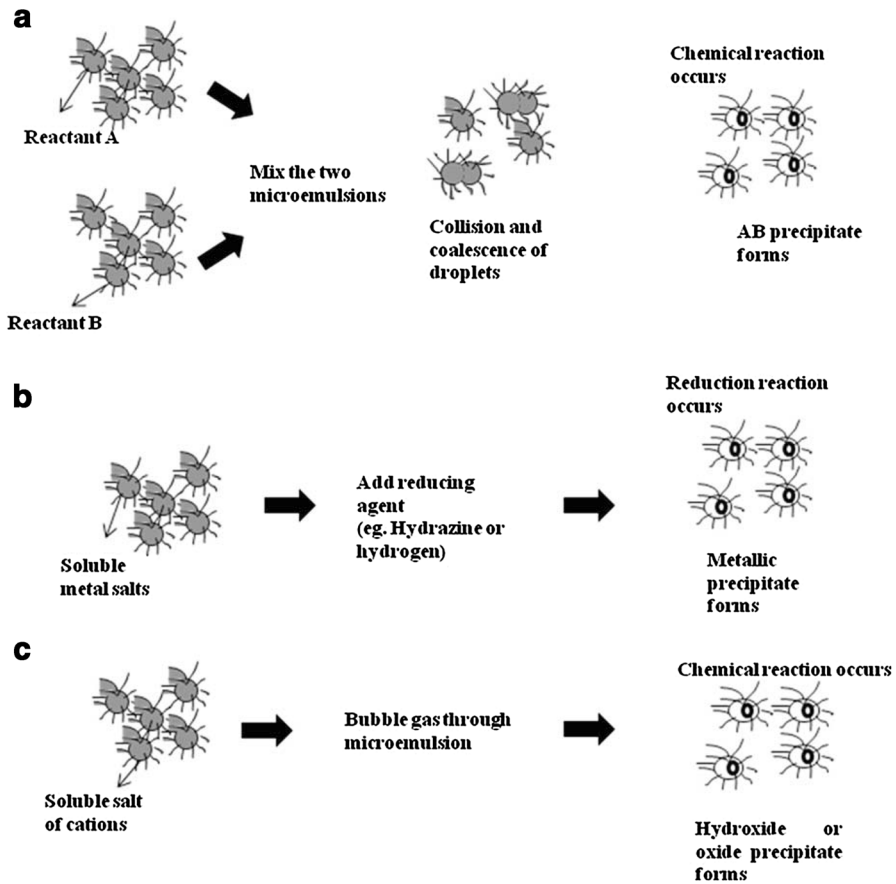 a
Reactant A
Reactant B
Mix the two
microemulsions
Collision and
coalescence of
droplets
Chemical reaction
occurs
AB precipitate
forms
b
Soluble
metal salts
Add reducing
agent
(eg. Hydrazine or
hydrogen)
Reduction reaction
occurs
Metallic
precipitate
forms
c
Soluble salt
of cations
Bubble gas through
microemulsion
Chemical reaction occurs
Hydroxide or
oxide precipitate
forms